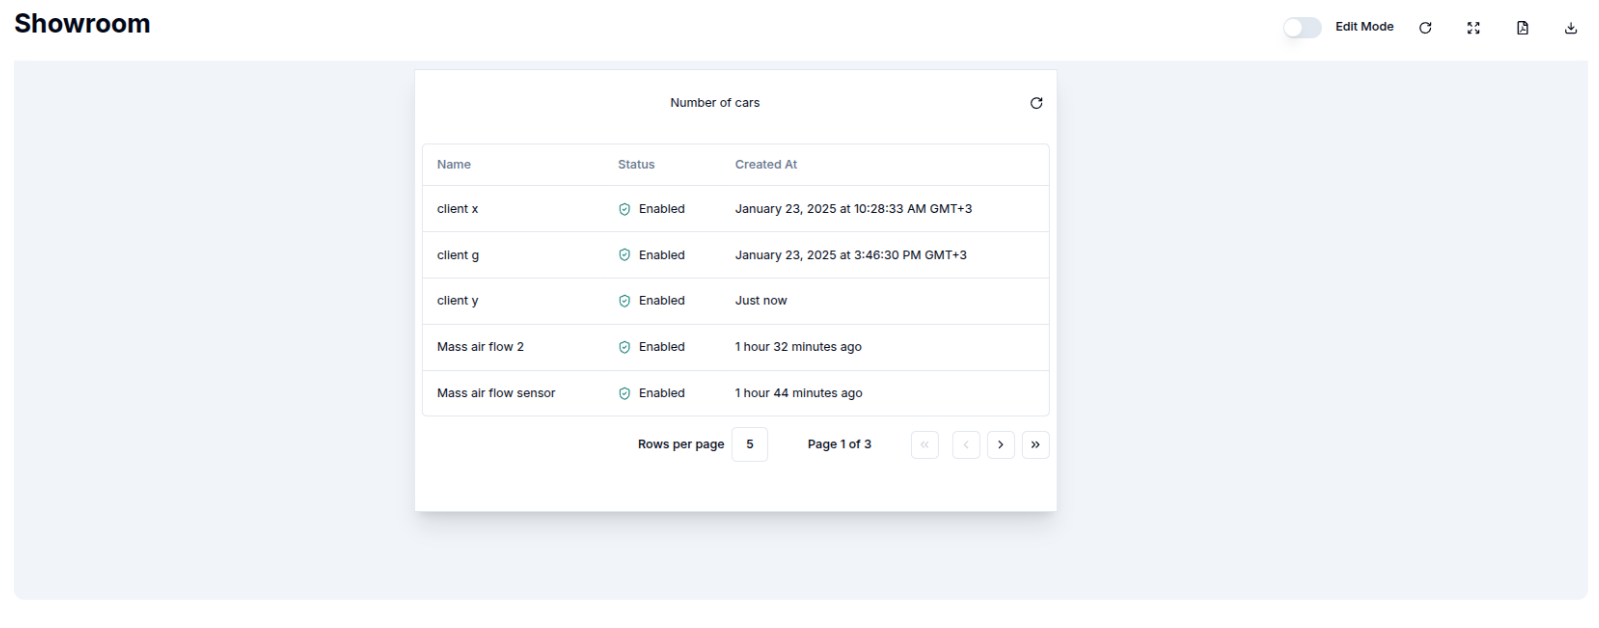 Showroom
Edit Mode
Number of cars
Name Status Created At
client x Enabled January 23, 2025 at 10:28:33 AM GMT+3
client g Enabled January 23, 2025 at 3:46:30 PM GMT+3
client y Enabled Just now
Mass air flow 2 Enabled 1 hour 32 minutes ago
Mass air flow sensor Enabled 1 hour 44 minutes ago
Rows per page 5 Page 1 of 3